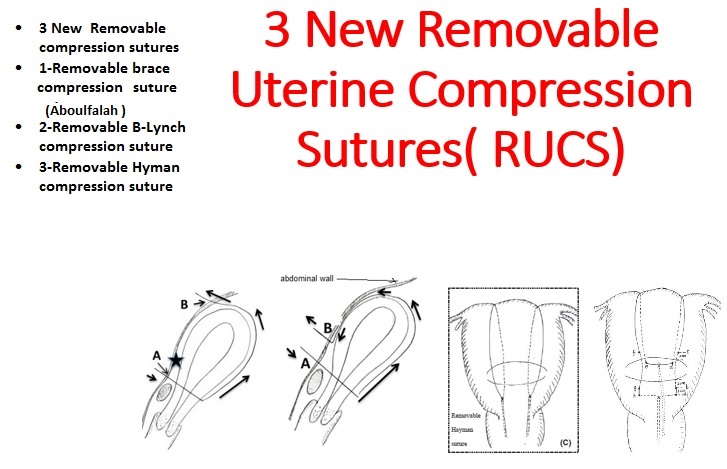 • 3 New Removable
compression sutures
• 1-Removable brace
compression suture
(Aboulfalah )
• 2-Removable B-Lynch
compression suture
• 3-Removable Hyman
compression suture
3 New Removable
Uterine Compression
Sutures( RUCS)
B
A
abdominal wall
B
A
Removable
Hayman
suture
(C)